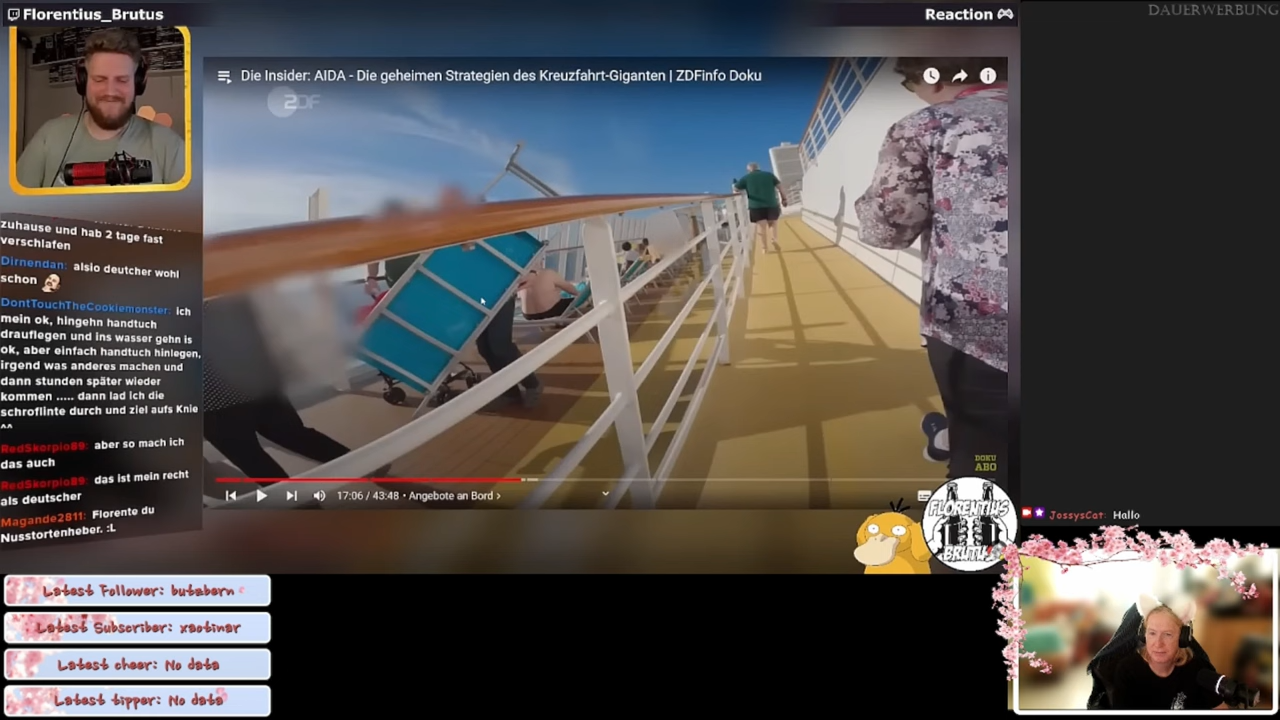 Florentius_Brutus
Reaction
DAUERWERBUNG
Die Insider: AIDA - Die geheimen Strategien des Kreuzfahrt-Giganten | ZDFinfo Doku
ZDF
zuhause und hab 2 tage fast
verschlafen
Dirnendan: alsio deutcher wohl
schon
DontTouchTheCookiemonster: ich
mein ok, hingehn handtuch
drauflegen und ins wasser gehn is
ok, aber einfach handtuch hinlegen,
irgend was anderes machen und
dann stunden später wieder
kommen ..... dann lad ich die
schroflinte durch und ziel aufs Knie
^^
RedSkorpio89: aber so mach ich
das auch
RedSkorpio89: das ist mein recht
als deutscher
Magande2811: Florente du
Nusstortenheber. :L
DOKU
ABO
17:06 / 43:48 • Angebote an Bord ›
FLORENTIUS
BRUTUS
JossysCat: Hallo
Latest Follower: butzbern
Latest Subscriber: xaotinar
Latest cheer: No data
Latest tipper: No data